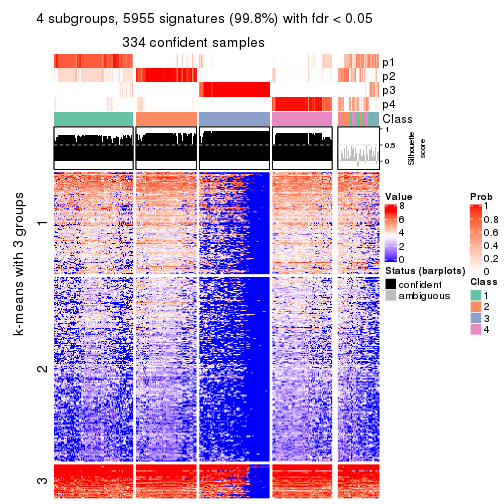 4 subgroups, 5955 signatures (99.8%) with fdr < 0.05
334 confident samples
p1
p2
p3
p4
Class
1
0.5
0
Silhouette
score
k-means with 3 groups
1
2
3
Value
8
6
4
2
0
Status (barplots)
confident
ambiguous
Prob
1
0.8
0.6
0.4
0.2
0
Class
1
2
3
4